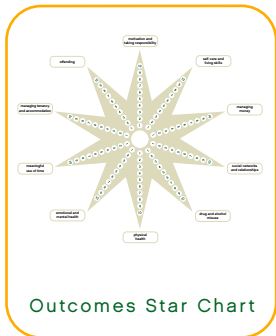 motivation and
taking responsibility
self care and
living skills
managing
money
social networks
and relationships
drug and alcohol
misuse
physical
health
emotional and
mental health
meaningful
use of time
managing tenancy
and accommodation
offending
Outcomes Star Chart